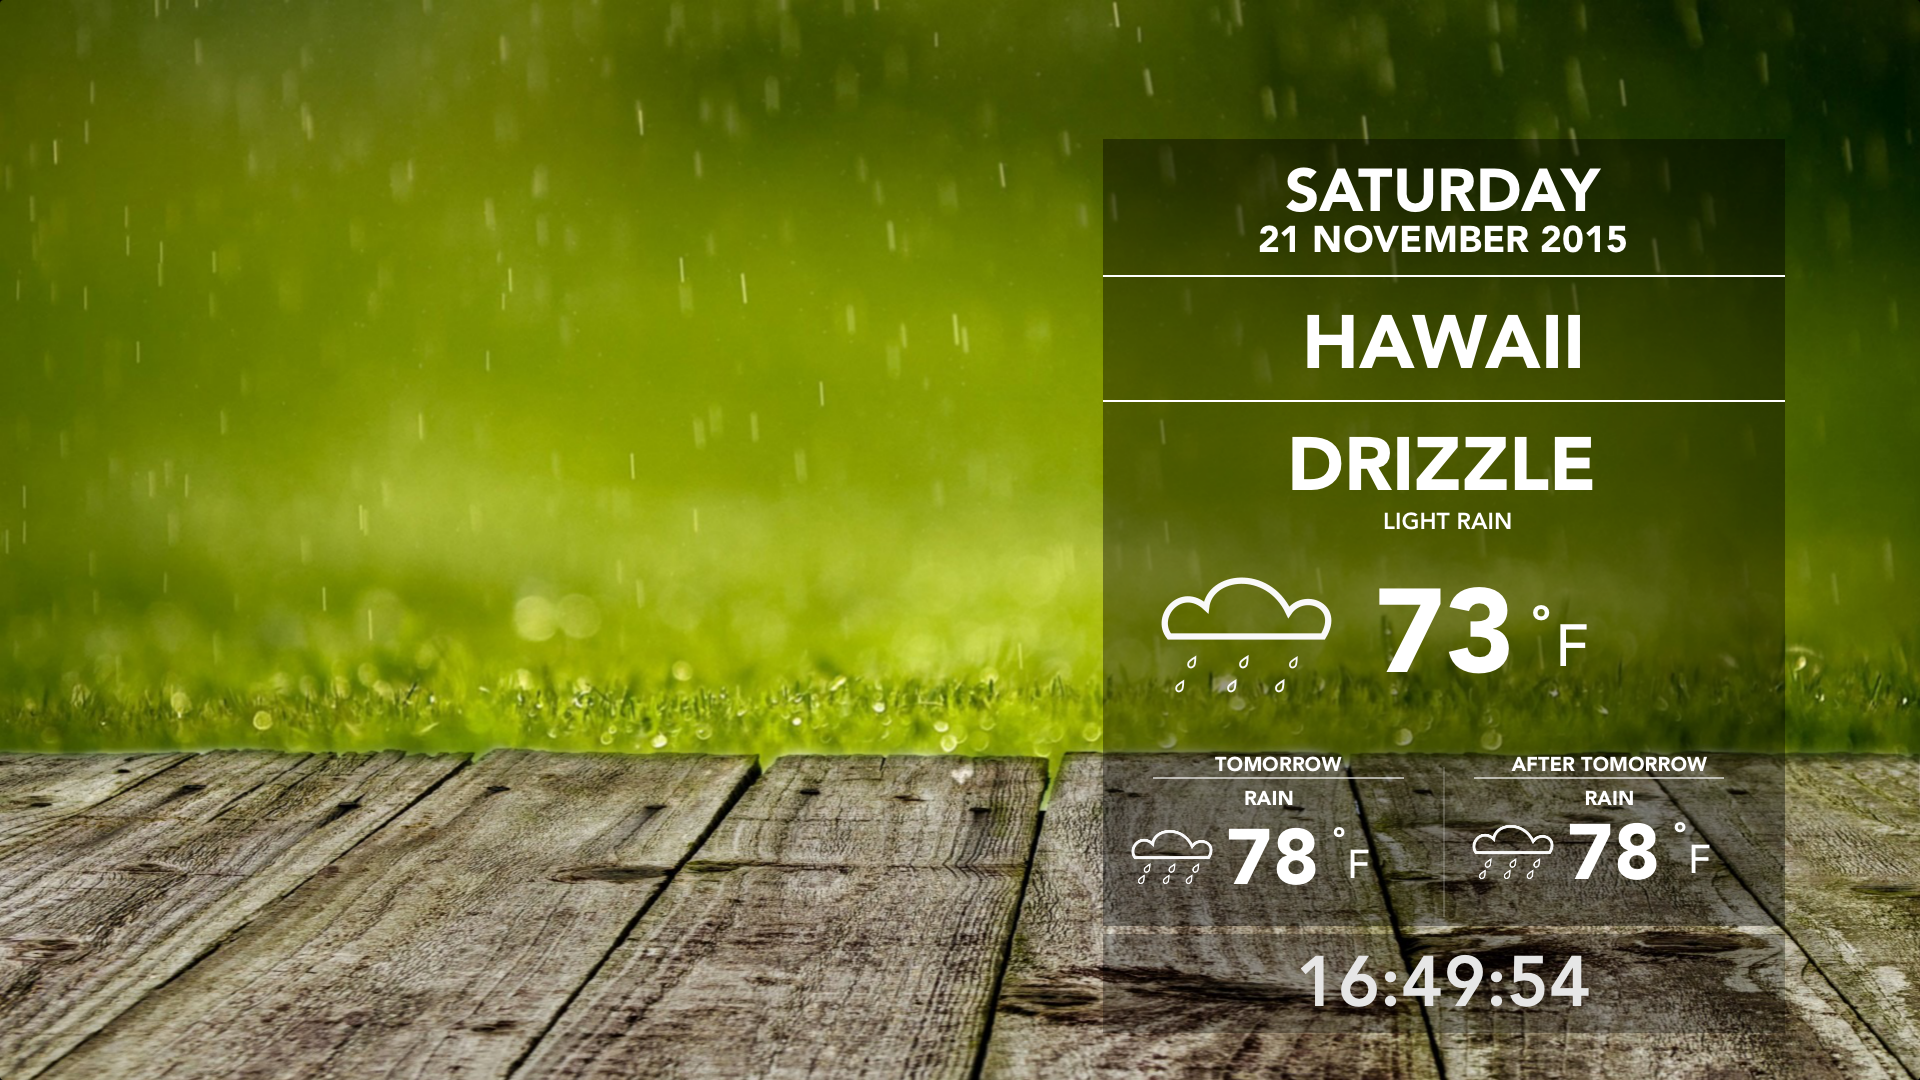 SATURDAY
21 NOVEMBER 2015
HAWAII
DRIZZLE
LIGHT RAIN
73 °F
TOMORROW
RAIN
78 °F
AFTER TOMORROW
RAIN
78 °F
16:49:54